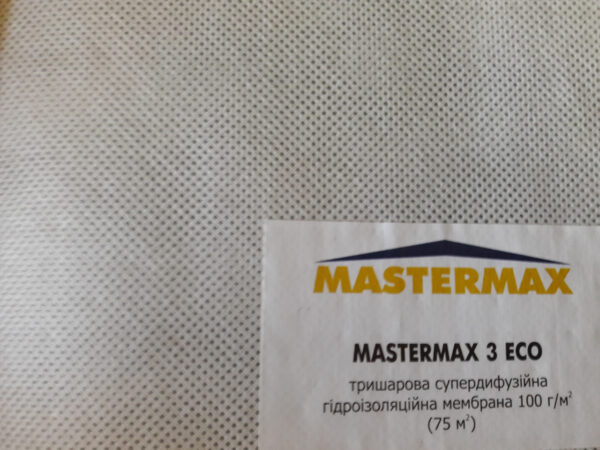 MASTERMAX
MASTERMAX 3 ECO
тришарова супердифузійна
гідроізоляційна мембрана 100 г/м²
(75 м²)